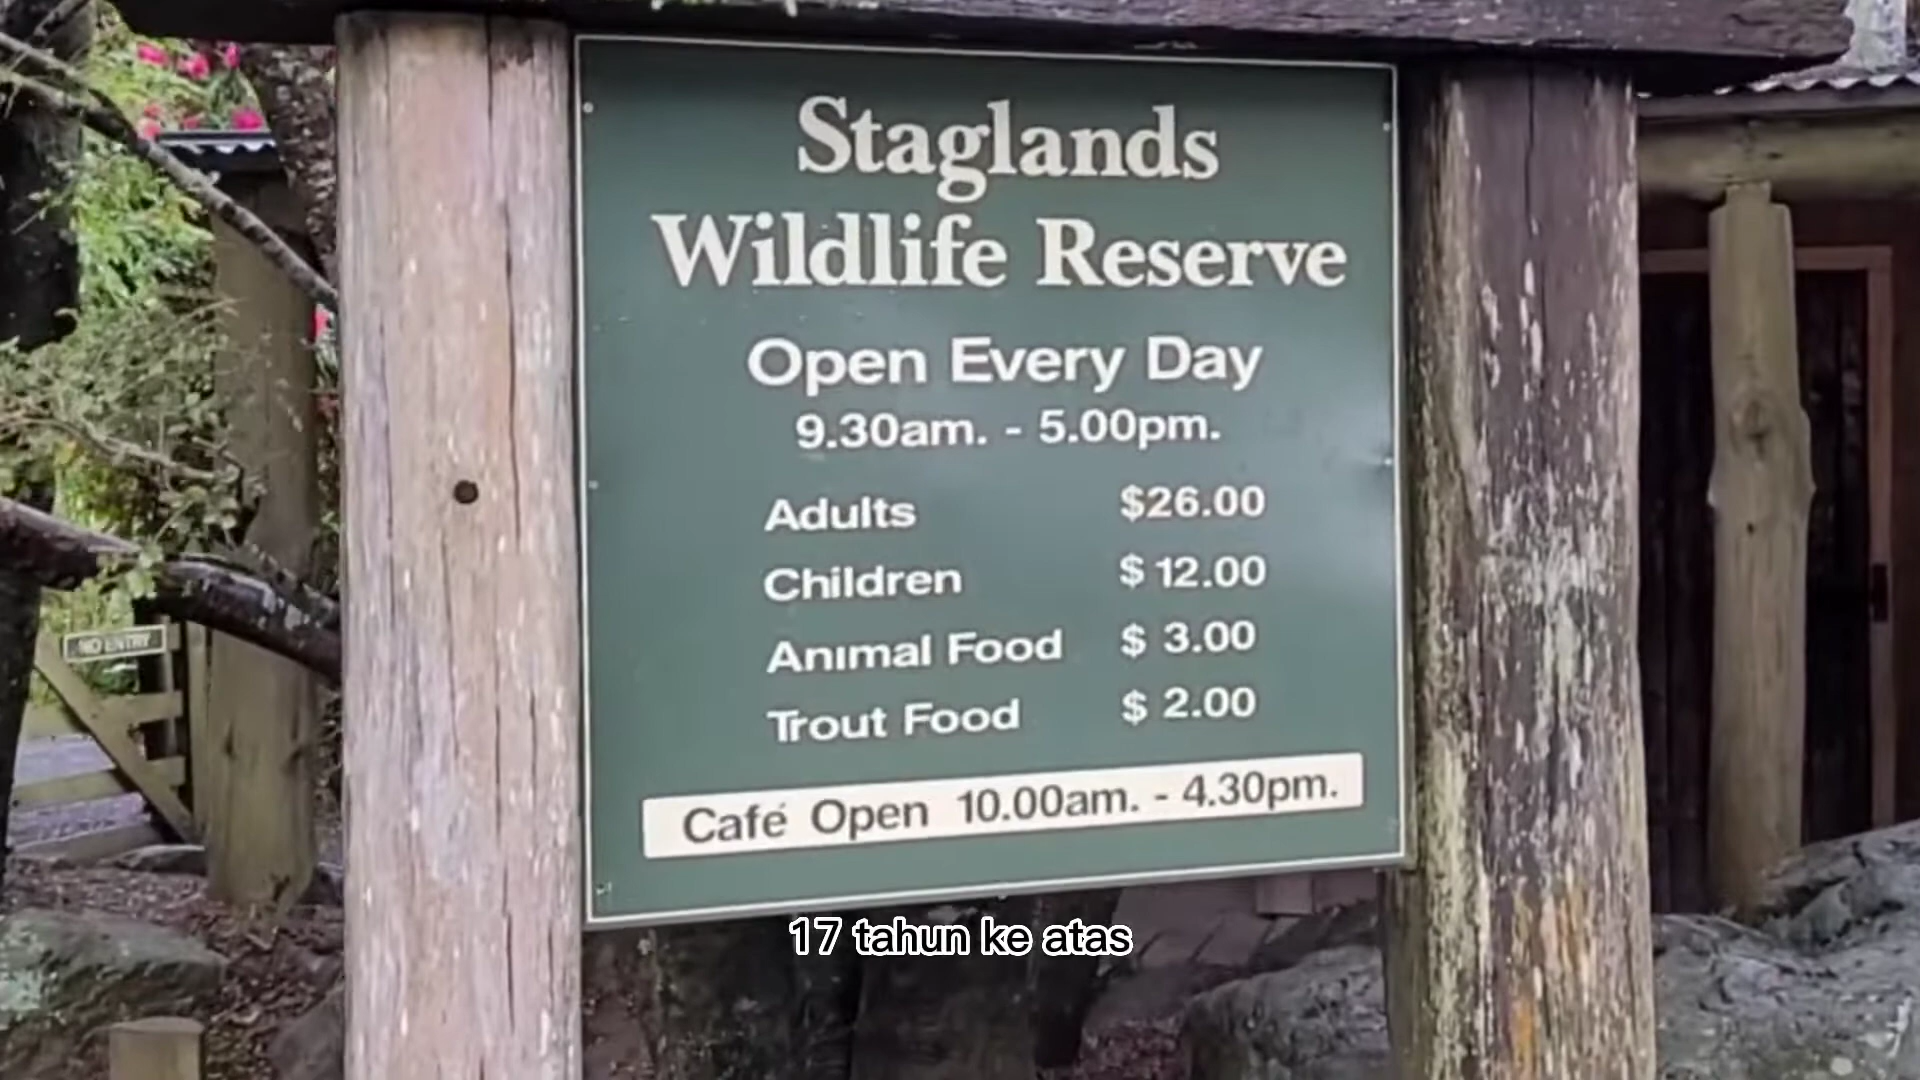 Staglands
Wildlife Reserve
Open Every Day
9.30am. - 5.00pm.
Adults $26.00
Children $ 12.00
Animal Food $ 3.00
Trout Food $ 2.00
Café Open 10.00am. - 4.30pm.
NO ENTRY
17 tahun ke atas